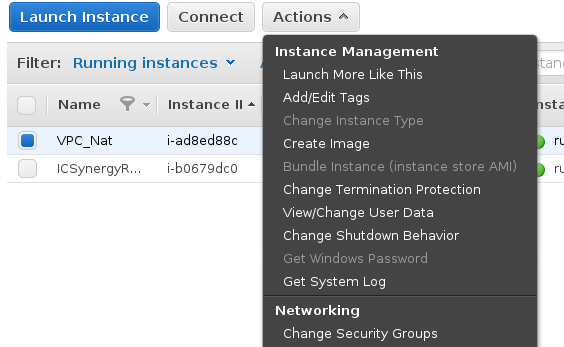 Launch Instance Connect Actions
Instance Management
Filter: Running instances
Launch More Like This
Add/Edit Tags
Name Instance II
Change Instance Type
VPC_Nat i-ad8ed88c
Create Image
ICSynergyR... i-b0679dc0
Bundle Instance (instance store AMI)
Change Termination Protection
View/Change User Data
Change Shutdown Behavior
Get Windows Password
Get System Log
Networking
Change Security Groups